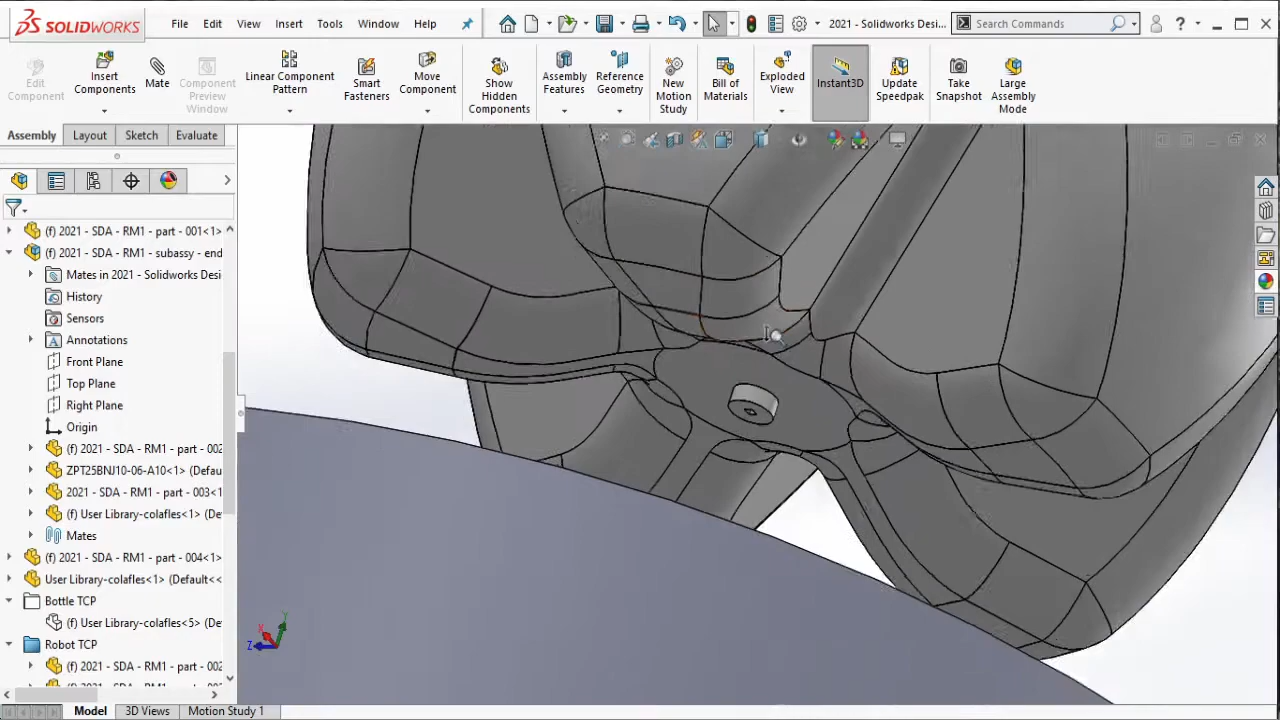 SOLIDWORKS File Edit View Insert Tools Window Help 2021 - Solidworks Desi... Search Commands
Edit Component
Insert Components
Mate
Component Preview Window
Linear Component Pattern
Smart Fasteners
Move Component
Show Hidden Components
Assembly Features
Reference Geometry
New Motion Study
Bill of Materials
Exploded View
Instant3D
Update Speedpak
Take Snapshot
Large Assembly Mode
Assembly Layout Sketch Evaluate
(f) 2021 - SDA - RM1 - part - 001<1>
(f) 2021 - SDA - RM1 - subassy - end
Mates in 2021 - Solidworks Desi
History
Sensors
Annotations
Front Plane
Top Plane
Right Plane
Origin
(f) 2021 - SDA - RM1 - part - 002
ZPT25BNJ10-06-A10<1> (Defau
2021 - SDA - RM1 - part - 003<1
(f) User Library-colafles<1> (De
Mates
(f) 2021 - SDA - RM1 - part - 004<1>
User Library-colafles<1> (Default<<
Bottle TCP
(f) User Library-colafles<5> (De
Robot TCP
(f) 2021 - SDA - RM1 - part - 002
Y
X
Z
Model 3D Views Motion Study 1